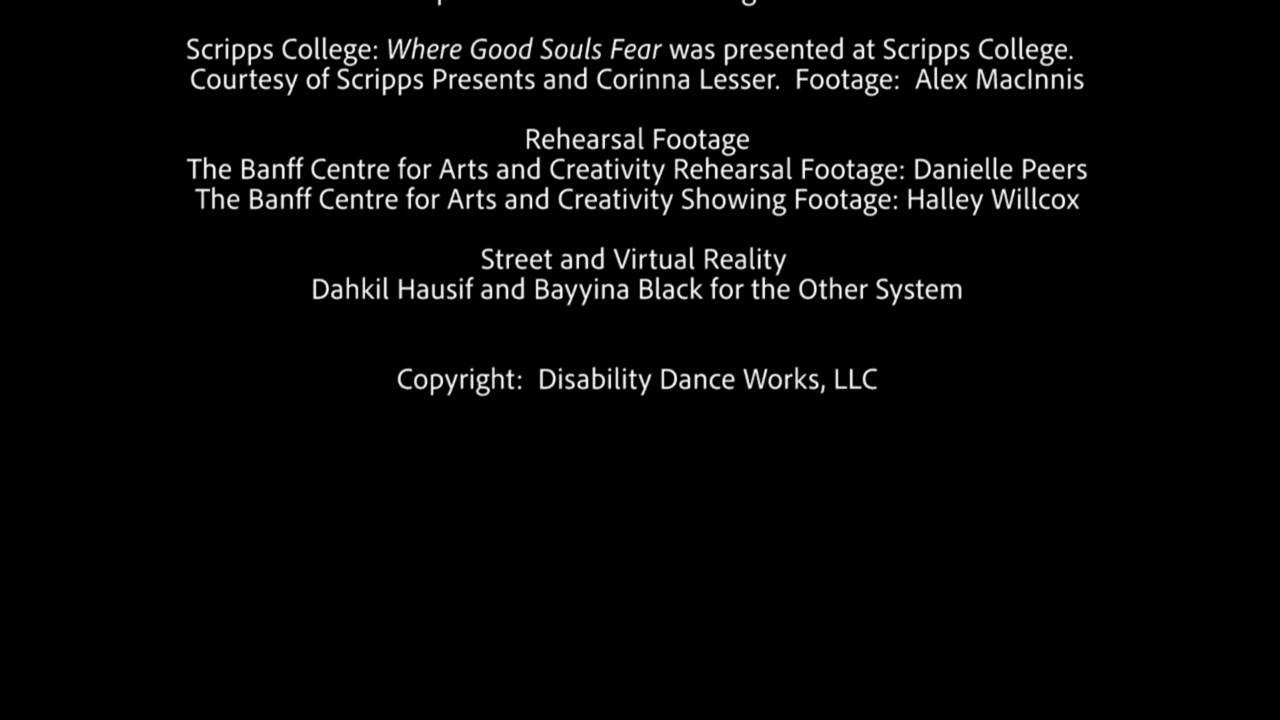 Scripps College: Where Good Souls Fear was presented at Scripps College.
Courtesy of Scripps Presents and Corinna Lesser.  Footage:  Alex MacInnis
Rehearsal Footage
The Banff Centre for Arts and Creativity Rehearsal Footage: Danielle Peers
The Banff Centre for Arts and Creativity Showing Footage: Halley Willcox
Street and Virtual Reality
Dahkil Hausif and Bayyina Black for the Other System
Copyright:  Disability Dance Works, LLC